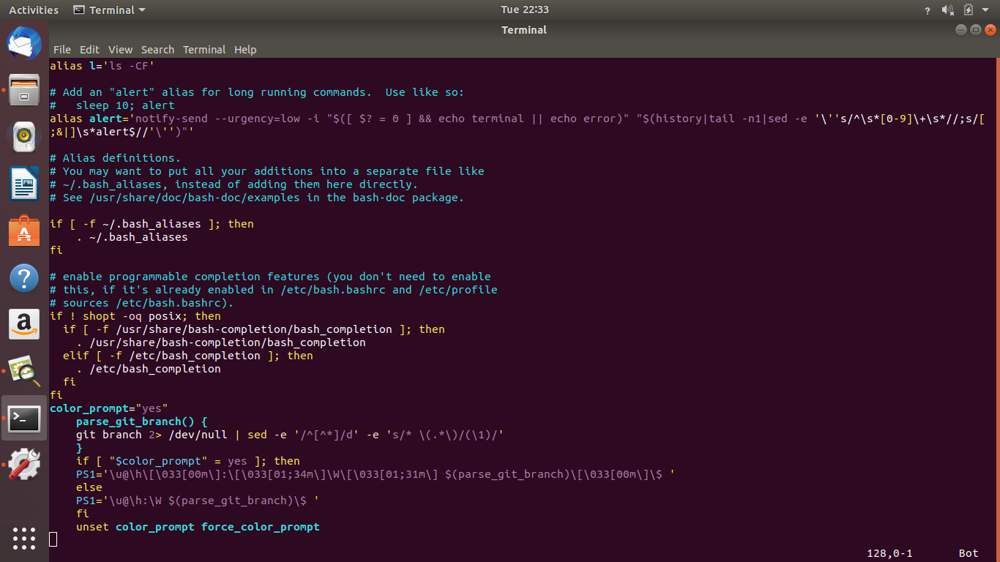 Activities Terminal Tue 22:33 ?
Terminal
File Edit View Search Terminal Help
alias l='ls -CF'
# Add an "alert" alias for long running commands.  Use like so:
#   sleep 10; alert
alias alert='notify-send --urgency=low -i "$([ $? = 0 ] && echo terminal || echo error)" "$(history|tail -n1|sed -e '\''s/^\s*[0-9]\+\s*//;s/[
;&|]\s*alert$//'\'')"'
# Alias definitions.
# You may want to put all your additions into a separate file like
# ~/.bash_aliases, instead of adding them here directly.
# See /usr/share/doc/bash-doc/examples in the bash-doc package.
if [ -f ~/.bash_aliases ]; then
    . ~/.bash_aliases
fi
# enable programmable completion features (you don't need to enable
# this, if it's already enabled in /etc/bash.bashrc and /etc/profile
# sources /etc/bash.bashrc).
if ! shopt -oq posix; then
  if [ -f /usr/share/bash-completion/bash_completion ]; then
    . /usr/share/bash-completion/bash_completion
  elif [ -f /etc/bash_completion ]; then
    . /etc/bash_completion
  fi
fi
color_prompt="yes"
    parse_git_branch() {
    git branch 2> /dev/null | sed -e '/^[^*]/d' -e 's/* \(.*\)/(\1)/'
    }
    if [ "$color_prompt" = yes ]; then
    PS1='\u@\h\[\033[00m\]:\[\033[01;34m\]\W\[\033[01;31m\] $(parse_git_branch)\[\033[00m\]\$ '
    else
    PS1='\u@\h:\W $(parse_git_branch)\$ '
    fi
    unset color_prompt force_color_prompt
128,0-1 Bot